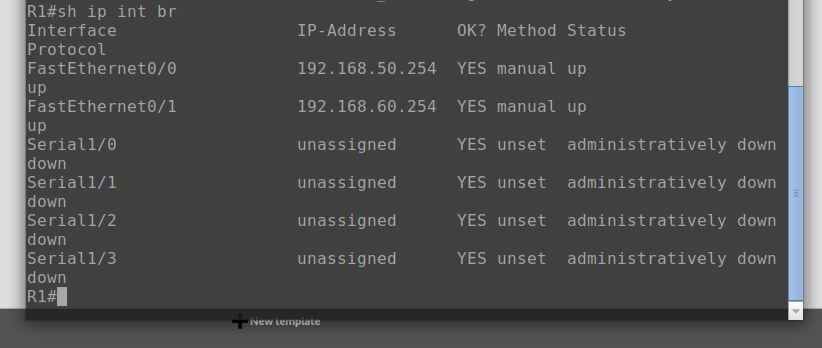 R1#sh ip int br
Interface IP-Address OK? Method Status
Protocol
FastEthernet0/0 192.168.50.254 YES manual up
up
FastEthernet0/1 192.168.60.254 YES manual up
up
Serial1/0 unassigned YES unset administratively down
down
Serial1/1 unassigned YES unset administratively down
down
Serial1/2 unassigned YES unset administratively down
down
Serial1/3 unassigned YES unset administratively down
down
R1#
New template